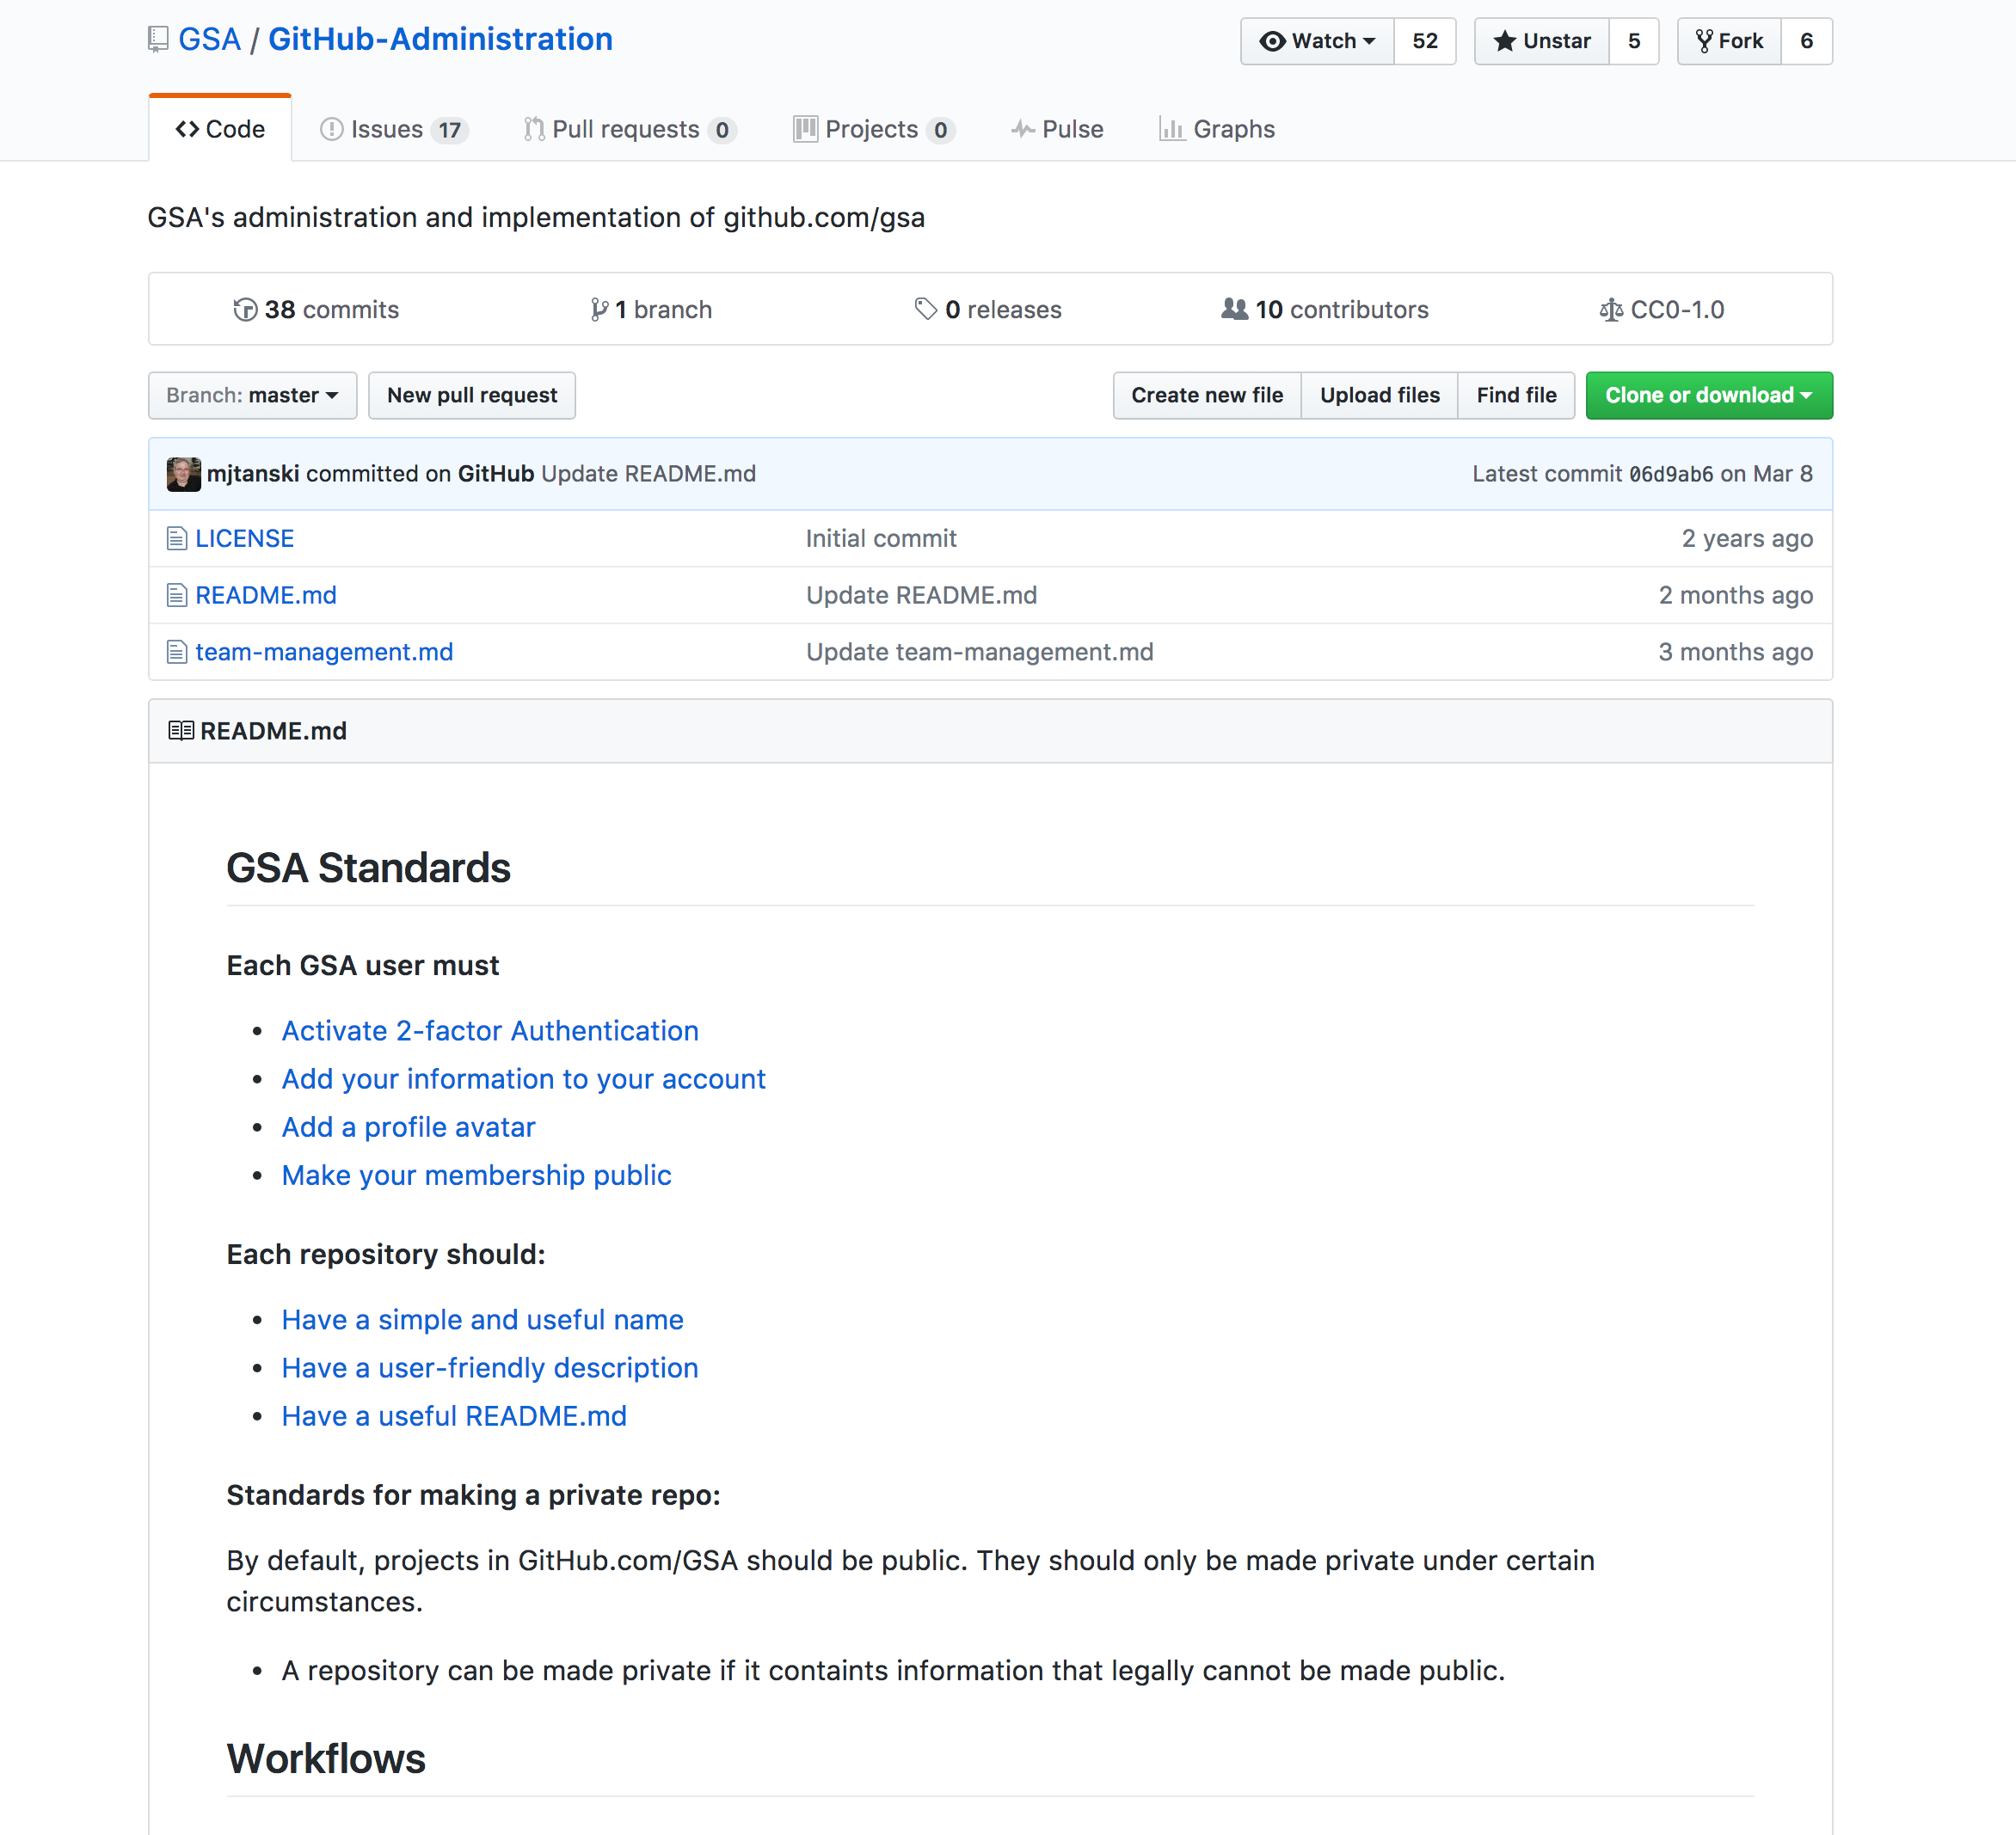 GSA / GitHub-Administration
Watch 52 Unstar 5 Fork 6
Code Issues 17 Pull requests 0 Projects 0 Pulse Graphs
GSA's administration and implementation of github.com/gsa
38 commits 1 branch 0 releases 10 contributors CC0-1.0
Branch: master New pull request Create new file Upload files Find file Clone or download
mjtanski committed on GitHub Update README.md Latest commit 06d9ab6 on Mar 8
LICENSE Initial commit 2 years ago
README.md Update README.md 2 months ago
team-management.md Update team-management.md 3 months ago
README.md
GSA Standards
Each GSA user must
• Activate 2-factor Authentication
• Add your information to your account
• Add a profile avatar
• Make your membership public
Each repository should:
• Have a simple and useful name
• Have a user-friendly description
• Have a useful README.md
Standards for making a private repo:
By default, projects in GitHub.com/GSA should be public. They should only be made private under certain
circumstances.
• A repository can be made private if it containts information that legally cannot be made public.
Workflows